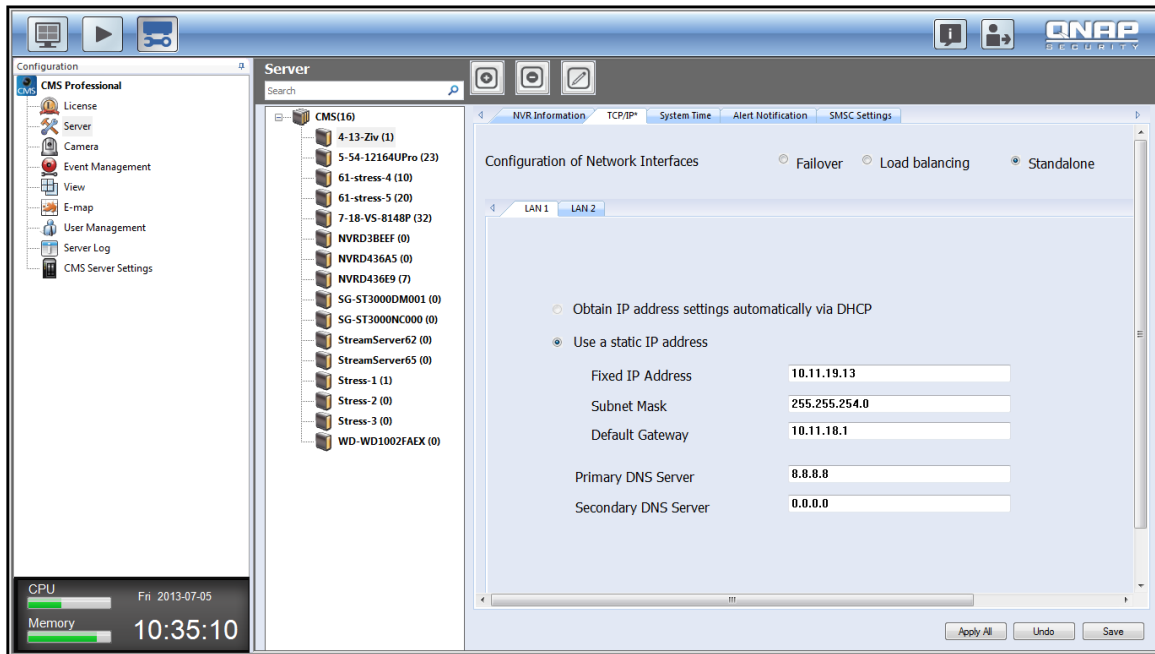 QNAP
SECURITY
Configuration
CMS Professional
CMS
License
Server
Camera
Event Management
View
E-map
User Management
Server Log
CMS Server Settings
CPU
Memory
Fri 2013-07-05
10:35:10
Server
Search
CMS(16)
4-13-Ziv (1)
5-54-12164UPro (23)
61-stress-4 (10)
61-stress-5 (20)
7-18-VS-8148P (32)
NVRD3BEEF (0)
NVRD436A5 (0)
NVRD436E9 (7)
SG-ST3000DM001 (0)
SG-ST3000NC000 (0)
StreamServer62 (0)
StreamServer65 (0)
Stress-1 (1)
Stress-2 (0)
Stress-3 (0)
WD-WD1002FAEX (0)
NVR Information TCP/IP* System Time Alert Notification SMSC Settings
Configuration of Network Interfaces Failover Load balancing Standalone
LAN 1 LAN 2
Obtain IP address settings automatically via DHCP
Use a static IP address
Fixed IP Address 10.11.19.13
Subnet Mask 255.255.254.0
Default Gateway 10.11.18.1
Primary DNS Server 8.8.8.8
Secondary DNS Server 0.0.0.0
Apply All Undo Save